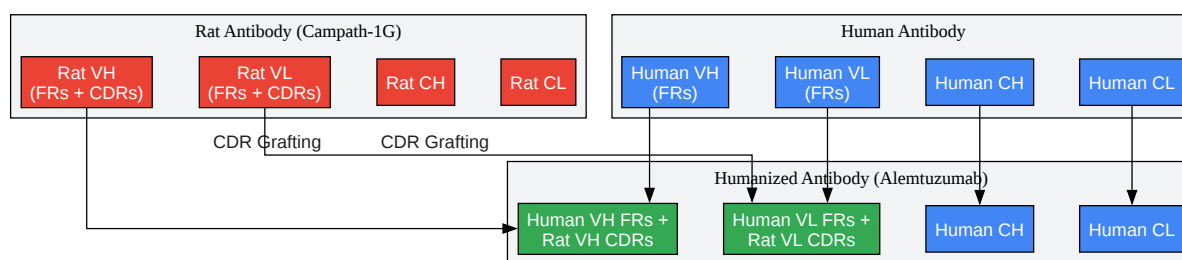 Rat Antibody (Campath-1G)
Human Antibody
Rat VH
(FRs + CDRs)
Rat VL
(FRs + CDRs)
Rat CH
Rat CL
Human VH
(FRs)
Human VL
(FRs)
Human CH
Human CL
CDR Grafting
CDR Grafting
Humanized Antibody (Alemtuzumab)
Human VH FRs +
Rat VH CDRs
Human VL FRs +
Rat VL CDRs
Human CH
Human CL